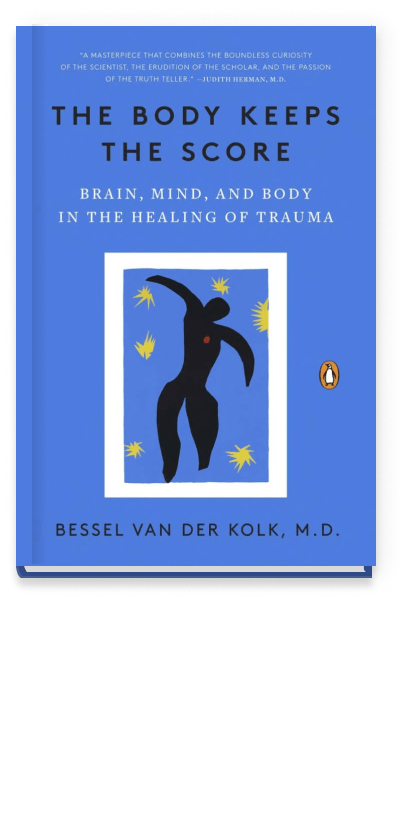 "A MASTERPIECE THAT COMBINES THE BOUNDLESS CURIOSITY
OF THE SCIENTIST, THE ERUDITION OF THE SCHOLAR, AND THE PASSION
OF THE TRUTH TELLER." —JUDITH HERMAN, M.D.
THE BODY KEEPS
THE SCORE
BRAIN, MIND, AND BODY
IN THE HEALING OF TRAUMA
BESSEL VAN DER KOLK, M.D.